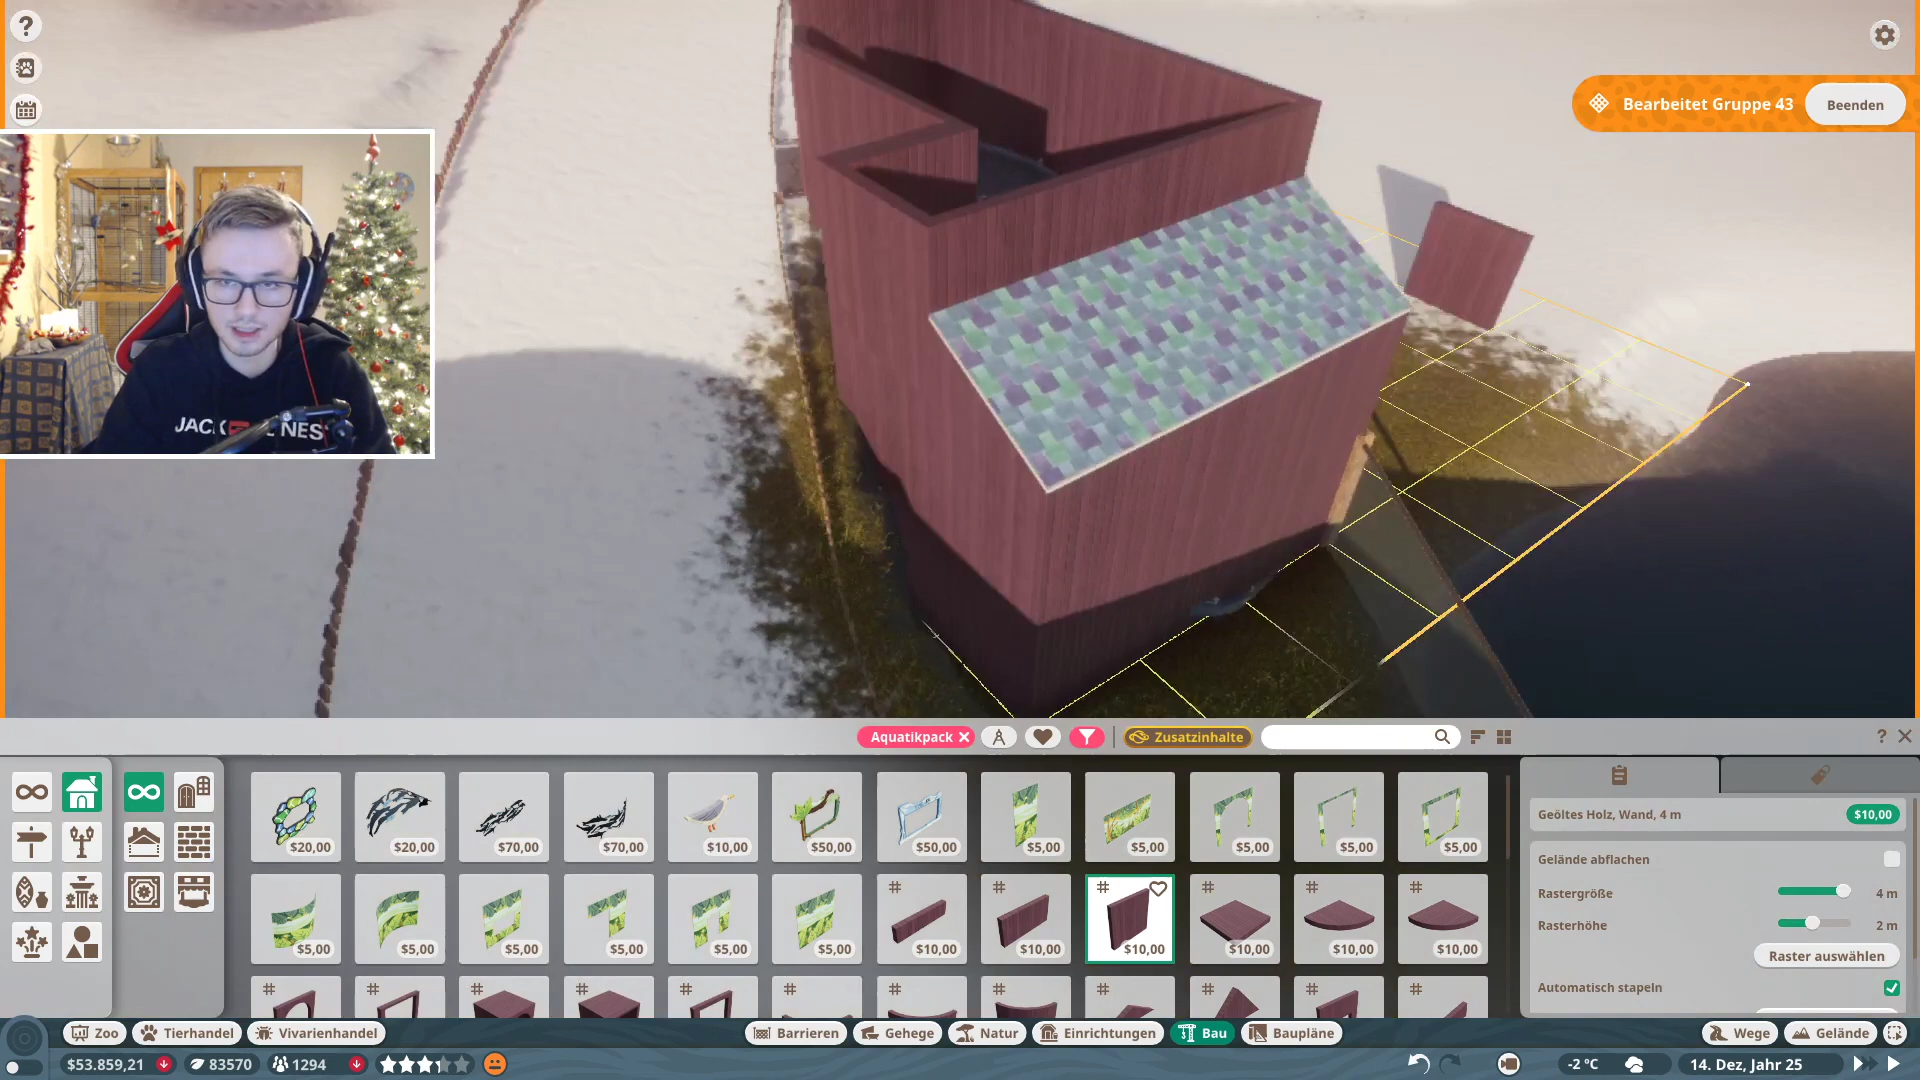 Bearbeitet Gruppe 43
Beenden
JACK
NES
Aquatikpack
Zusatzinhalte
$20,00
$20,00
$70,00
$70,00
$10,00
$50,00
$50,00
$5,00
$5,00
$5,00
$5,00
$5,00
$5,00
$5,00
$5,00
$5,00
$5,00
$5,00
$10,00
$10,00
$10,00
$10,00
$10,00
$10,00
Geöltes Holz, Wand, 4 m
$10,00
Gelände abflachen
Rastergröße
4 m
Rasterhöhe
2 m
Raster auswählen
Automatisch stapeln
Zoo
Tierhandel
Vivarienhandel
Barrieren
Gehege
Natur
Einrichtungen
Bau
Baupläne
Wege
Gelände
$53.859,21
83570
1294
-2 °C
14. Dez, Jahr 25